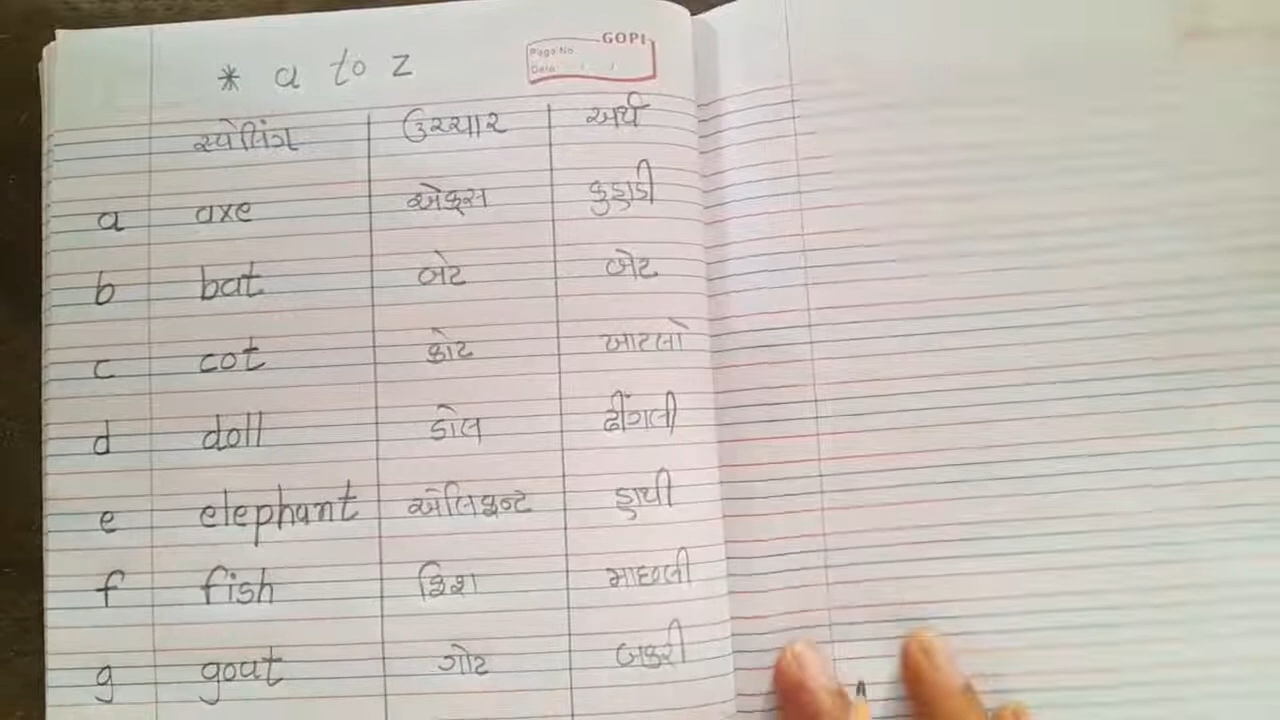 GOPI
Page No
Date / /
* a to z
સ્પેલિંગ ઉચ્ચાર અર્થ
a axe એક્સ કુહાડી
b bat બેટ બેટ
c cot કોટ ખાટલો
d doll ડોલ ઢીંગલી
e elephant એલિફન્ટ હાથી
f fish ફિશ માછલી
g goat ગોટ બકરી